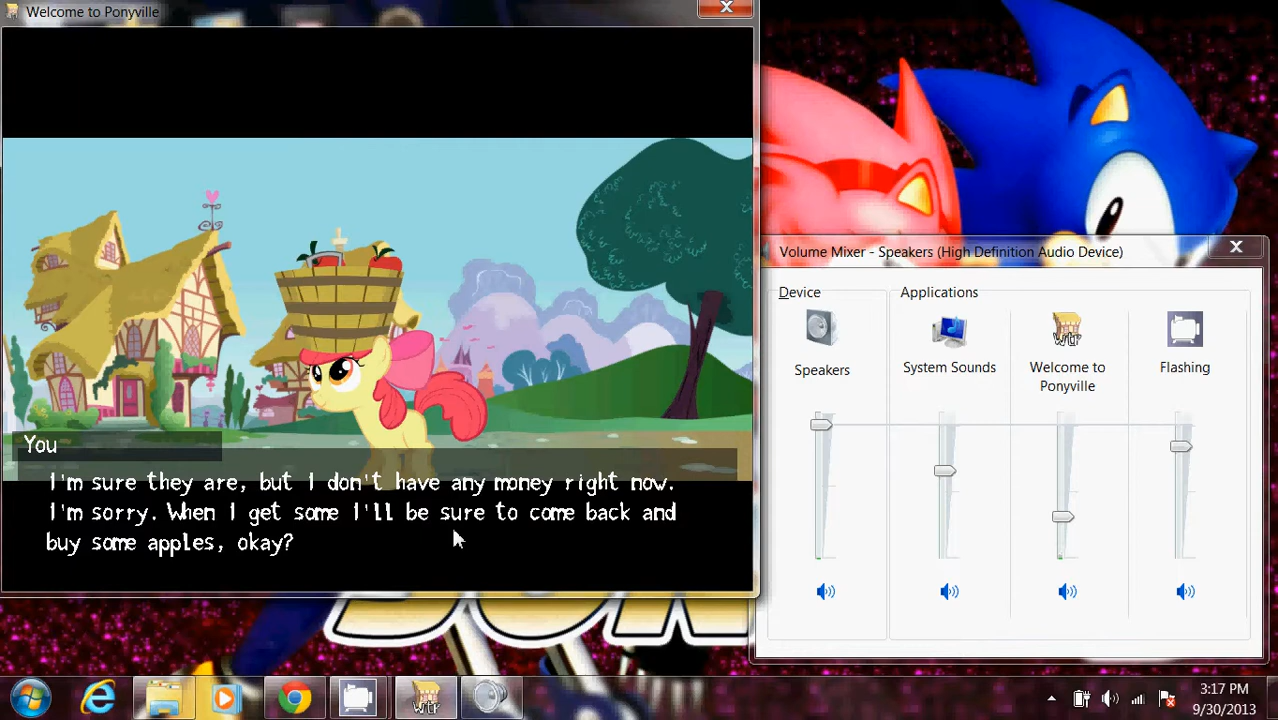 Welcome to Ponyville
You
I'm sure they are, but I don't have any money right now.
I'm sorry. When I get some I'll be sure to come back and
buy some apples, okay?
Volume Mixer - Speakers (High Definition Audio Device)
Device
Applications
Speakers
System Sounds
Welcome to
Ponyville
Flashing
3:17 PM
9/30/2013